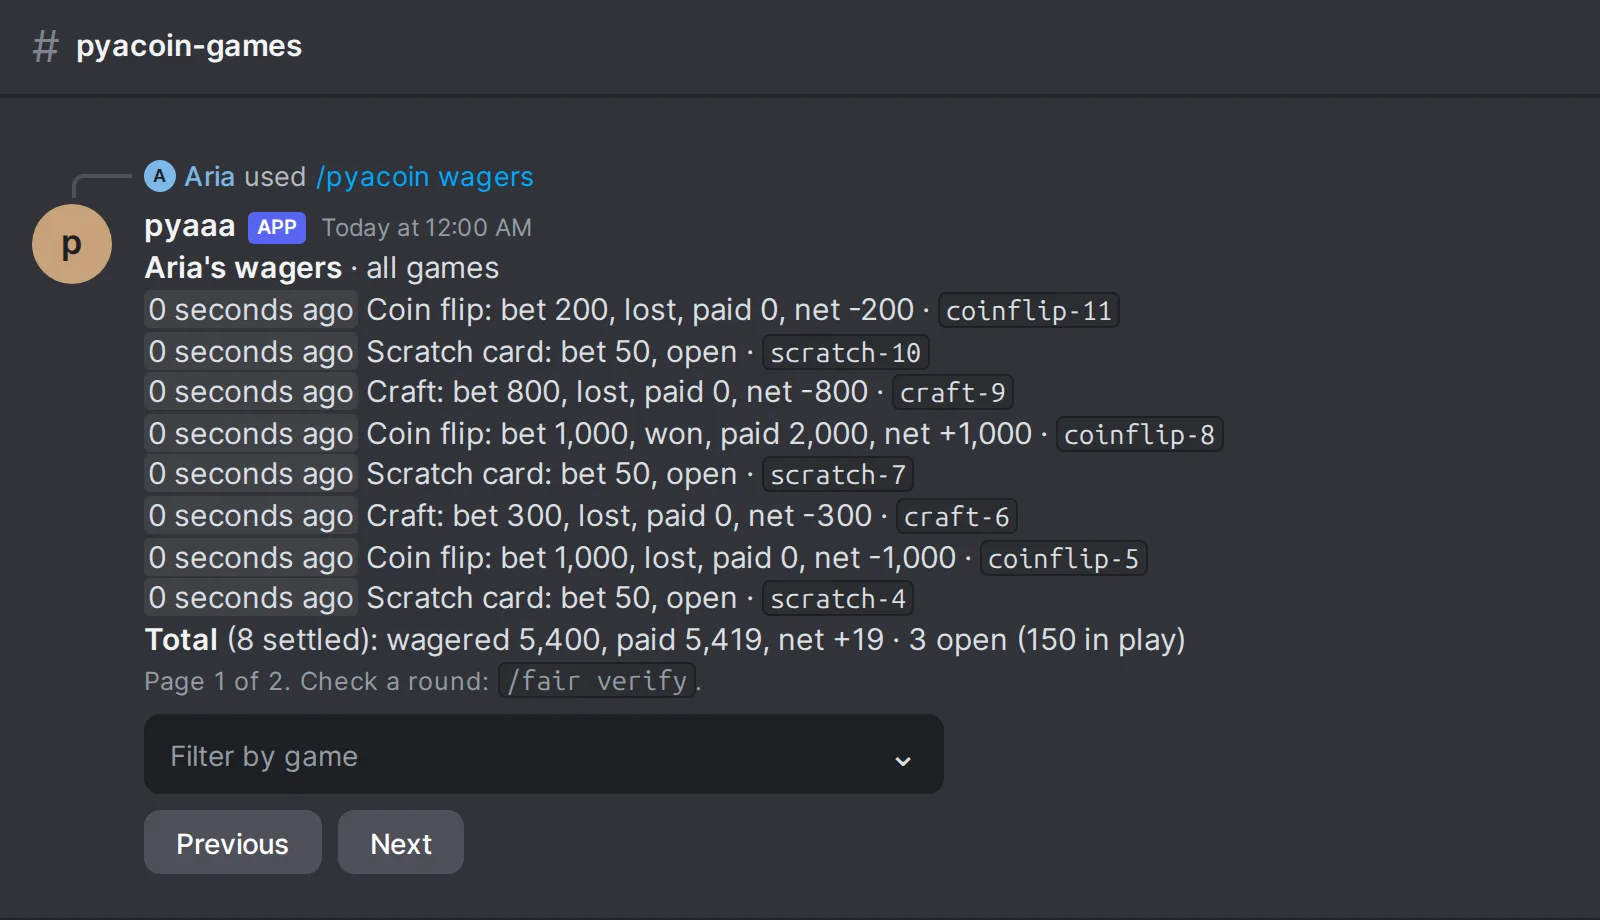 # pyacoin-games
A Aria used /pyacoin wagers
p
pyaaa APP Today at 12:00 AM
Aria's wagers · all games
0 seconds ago Coin flip: bet 200, lost, paid 0, net -200 · coinflip-11
0 seconds ago Scratch card: bet 50, open · scratch-10
0 seconds ago Craft: bet 800, lost, paid 0, net -800 · craft-9
0 seconds ago Coin flip: bet 1,000, won, paid 2,000, net +1,000 · coinflip-8
0 seconds ago Scratch card: bet 50, open · scratch-7
0 seconds ago Craft: bet 300, lost, paid 0, net -300 · craft-6
0 seconds ago Coin flip: bet 1,000, lost, paid 0, net -1,000 · coinflip-5
0 seconds ago Scratch card: bet 50, open · scratch-4
Total (8 settled): wagered 5,400, paid 5,419, net +19 · 3 open (150 in play)
Page 1 of 2. Check a round: /fair verify.
Filter by game
Previous Next